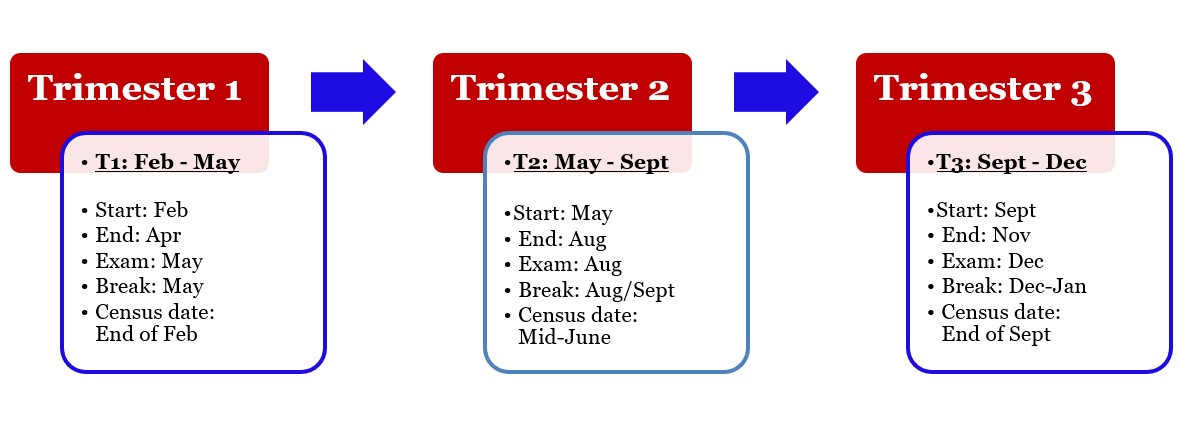 Trimester 1
• T1: Feb - May
• Start: Feb
• End: Apr
• Exam: May
• Break: May
• Census date:
End of Feb
Trimester 2
•T2: May - Sept
•Start: May
• End: Aug
• Exam: Aug
• Break: Aug/Sept
• Census date:
Mid-June
Trimester 3
•T3: Sept - Dec
•Start: Sept
• End: Nov
• Exam: Dec
• Break: Dec-Jan
• Census date:
End of Sept